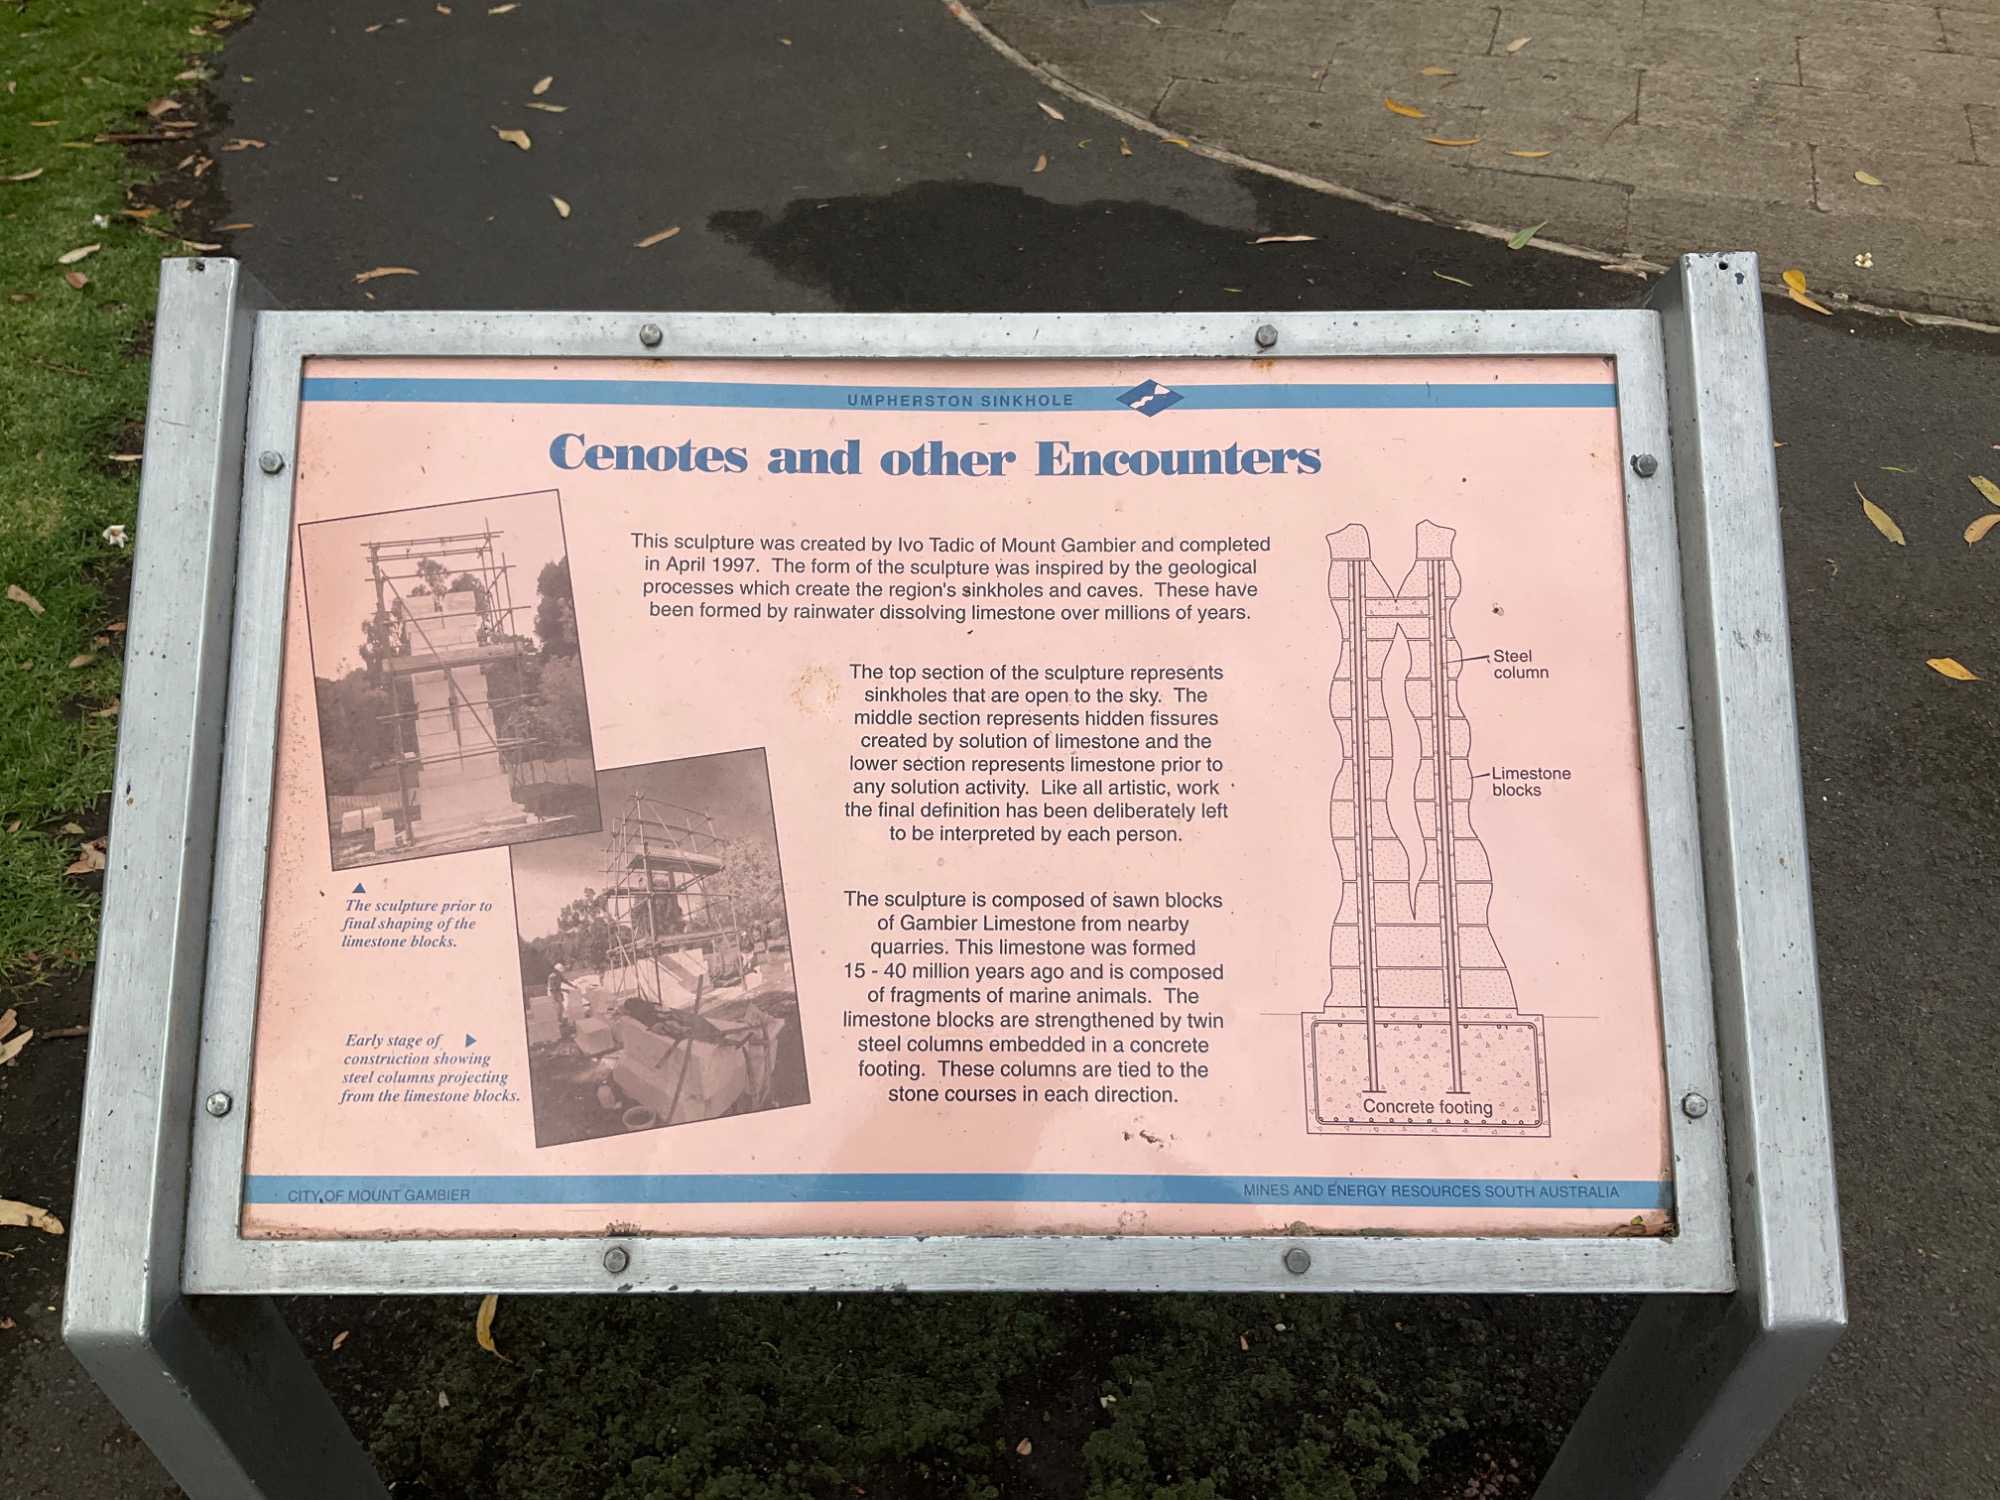 UMPHERSTON SINKHOLE
Cenotes and other Encounters
This sculpture was created by Ivo Tadic of Mount Gambier and completed
in April 1997. The form of the sculpture was inspired by the geological
processes which create the region's sinkholes and caves. These have
been formed by rainwater dissolving limestone over millions of years.
The top section of the sculpture represents
sinkholes that are open to the sky. The
middle section represents hidden fissures
created by solution of limestone and the
lower section represents limestone prior to
any solution activity. Like all artistic, work
the final definition has been deliberately left
to be interpreted by each person.
The sculpture is composed of sawn blocks
of Gambier Limestone from nearby
quarries. This limestone was formed
15 - 40 million years ago and is composed
of fragments of marine animals. The
limestone blocks are strengthened by twin
steel columns embedded in a concrete
footing. These columns are tied to the
stone courses in each direction.
The sculpture prior to
final shaping of the
limestone blocks.
Early stage of
construction showing
steel columns projecting
from the limestone blocks.
Steel
column
Limestone
blocks
Concrete footing
CITY OF MOUNT GAMBIER
MINES AND ENERGY RESOURCES SOUTH AUSTRALIA